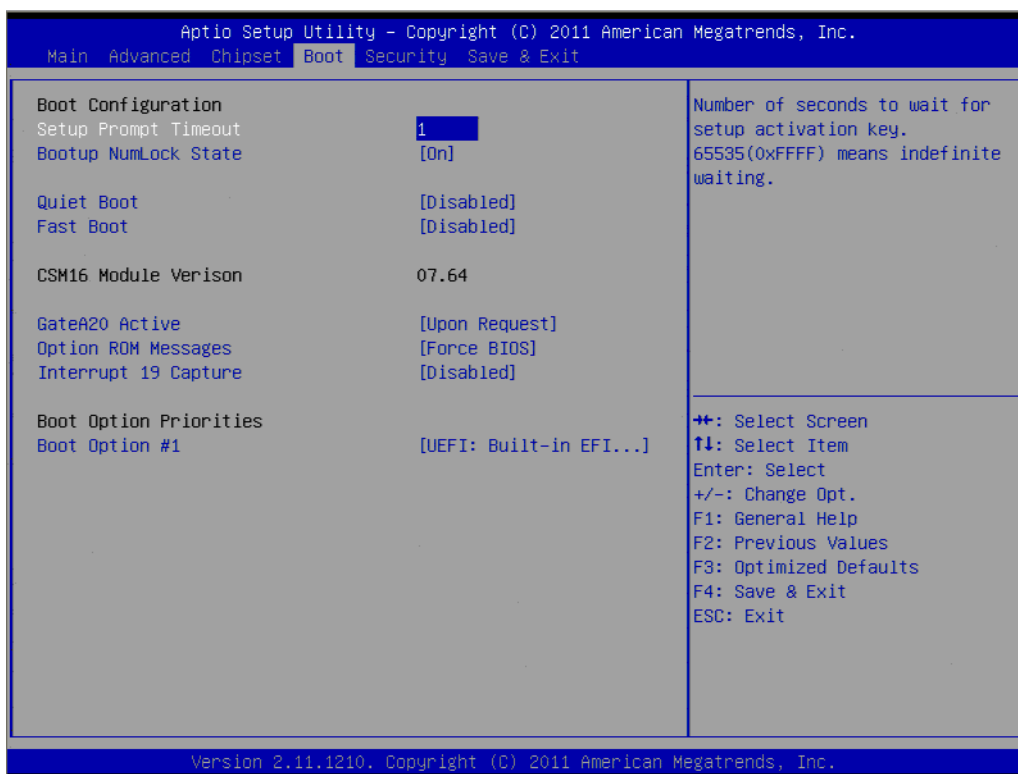 Aptio Setup Utility – Copyright (C) 2011 American Megatrends, Inc.
Main Advanced Chipset Boot Security Save & Exit
Boot Configuration
Setup Prompt Timeout 1
Bootup NumLock State [On]
Quiet Boot [Disabled]
Fast Boot [Disabled]
CSM16 Module Verison 07.64
GateA20 Active [Upon Request]
Option ROM Messages [Force BIOS]
Interrupt 19 Capture [Disabled]
Boot Option Priorities
Boot Option #1 [UEFI: Built-in EFI...]
Number of seconds to wait for
setup activation key.
65535(0xFFFF) means indefinite
waiting.
→←: Select Screen
↑↓: Select Item
Enter: Select
+/-: Change Opt.
F1: General Help
F2: Previous Values
F3: Optimized Defaults
F4: Save & Exit
ESC: Exit
Version 2.11.1210. Copyright (C) 2011 American Megatrends, Inc.